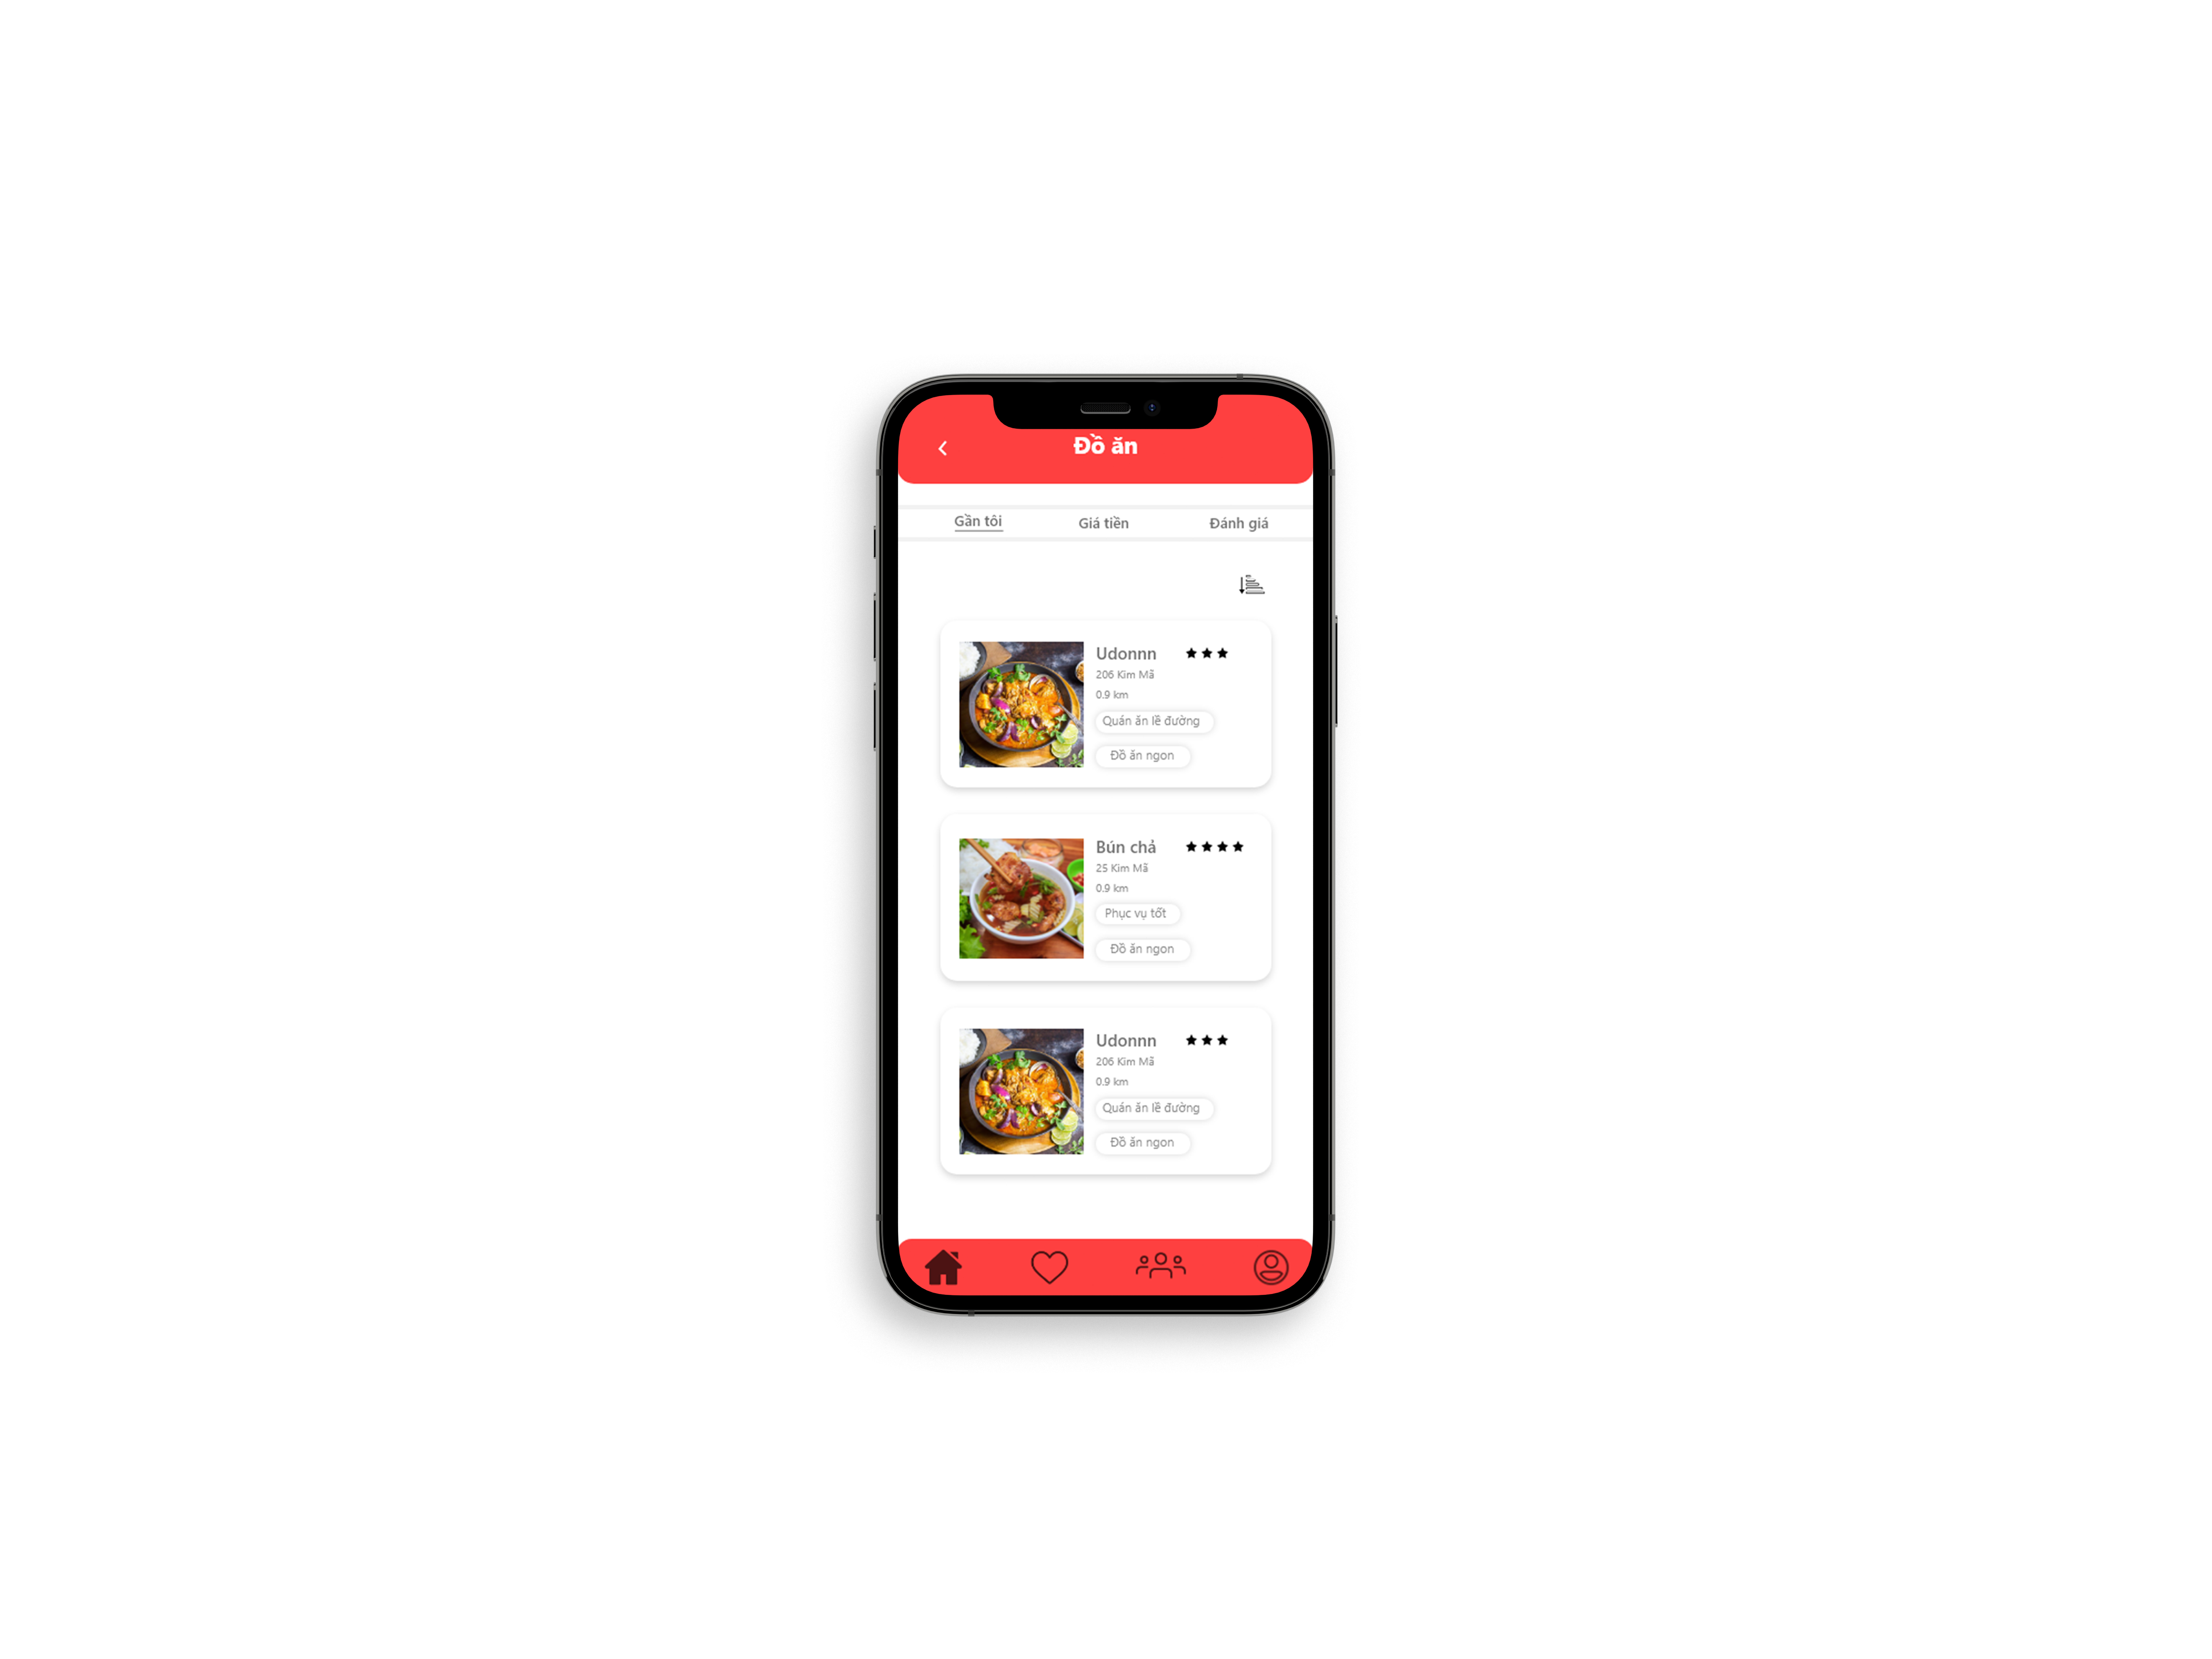 Đồ ăn
Gần tôi Giá tiền Đánh giá
Udonnn
206 Kim Mã
0.9 km
Quán ăn lề đường
Đồ ăn ngon
Bún chả
25 Kim Mã
0.9 km
Phục vụ tốt
Đồ ăn ngon
Udonnn
206 Kim Mã
0.9 km
Quán ăn lề đường
Đồ ăn ngon